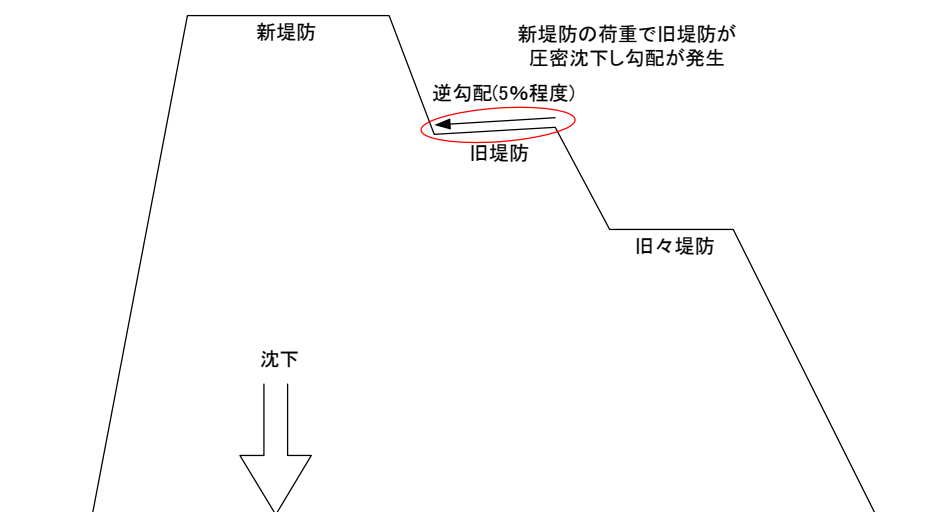 新堤防
新堤防の荷重で旧堤防が
圧密沈下し勾配が発生
逆勾配(5%程度)
旧堤防
旧々堤防
沈下